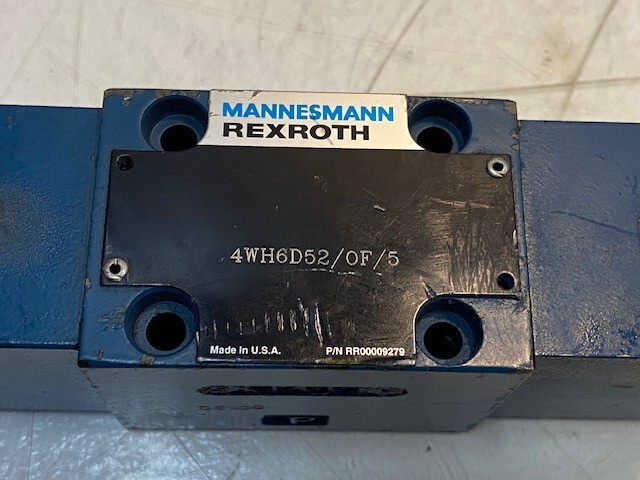 MANNESMANN
REXROTH
4WH6D52/OF/5
Made in U.S.A. P/N RR00009279
P